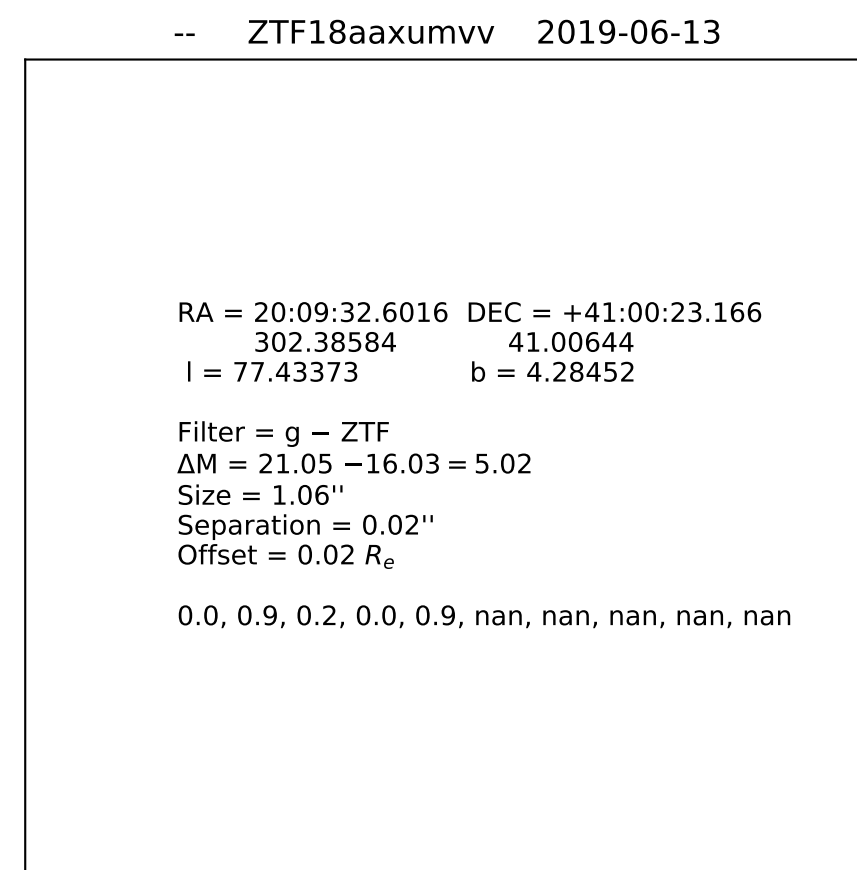 -- ZTF18aaxumvv 2019-06-13
RA = 20:09:32.6016 DEC = +41:00:23.166
302.38584 41.00644
l = 77.43373 b = 4.28452
Filter = g − ZTF
ΔM = 21.05 −16.03 = 5.02
Size = 1.06''
Separation = 0.02''
Offset = 0.02 Re
0.0, 0.9, 0.2, 0.0, 0.9, nan, nan, nan, nan, nan